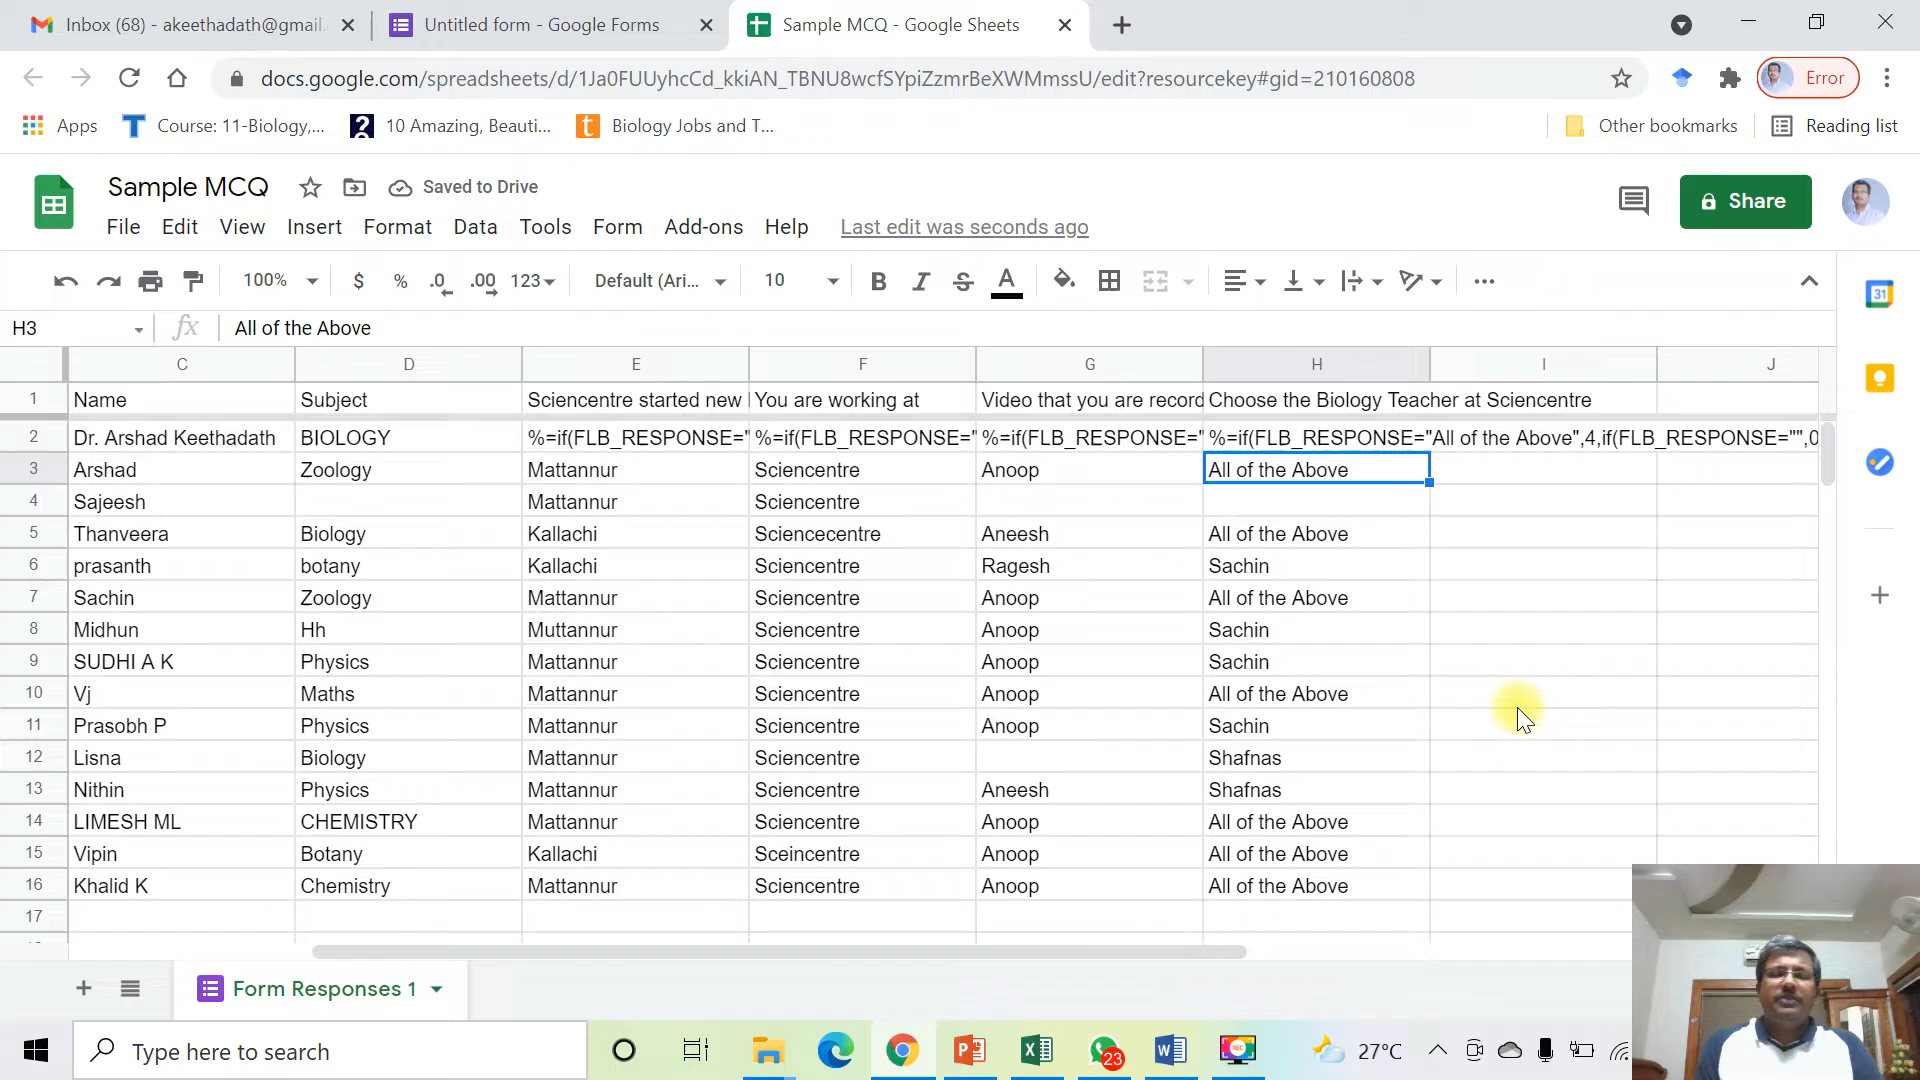 Inbox (68) - akeethadath@gmail.
Untitled form - Google Forms
Sample MCQ - Google Sheets
docs.google.com/spreadsheets/d/1Ja0FUUyhcCd_kkiAN_TBNU8wcfSYpiZzmrBeXWMmssU/edit?resourcekey#gid=210160808
Error
Apps
Course: 11-Biology,...
10 Amazing, Beauti...
Biology Jobs and T...
Other bookmarks
Reading list
Sample MCQ
Saved to Drive
Share
File Edit View Insert Format Data Tools Form Add-ons Help Last edit was seconds ago
100% $ % .0 .00 123 Default (Ari... 10 B I S A
H3 fx All of the Above
C D E F G H I J
1 Name Subject Sciencentre started new You are working at Video that you are record Choose the Biology Teacher at Sciencentre
2 Dr. Arshad Keethadath BIOLOGY %=if(FLB_RESPONSE=" %=if(FLB_RESPONSE=" %=if(FLB_RESPONSE=" %=if(FLB_RESPONSE="All of the Above",4,if(FLB_RESPONSE="",0
3 Arshad Zoology Mattannur Sciencentre Anoop All of the Above
4 Sajeesh Mattannur Sciencentre
5 Thanveera Biology Kallachi Sciencecentre Aneesh All of the Above
6 prasanth botany Kallachi Sciencentre Ragesh Sachin
7 Sachin Zoology Mattannur Sciencentre Anoop All of the Above
8 Midhun Hh Muttannur Sciencentre Anoop Sachin
9 SUDHI A K Physics Mattannur Sciencentre Anoop Sachin
10 Vj Maths Mattannur Sciencentre Anoop All of the Above
11 Prasobh P Physics Mattannur Sciencentre Anoop Sachin
12 Lisna Biology Mattannur Sciencentre Shafnas
13 Nithin Physics Mattannur Sciencentre Aneesh Shafnas
14 LIMESH ML CHEMISTRY Mattannur Sciencentre Anoop All of the Above
15 Vipin Botany Kallachi Sceincentre Anoop All of the Above
16 Khalid K Chemistry Mattannur Sciencentre Anoop All of the Above
17
Form Responses 1
Type here to search
23
27°C
31